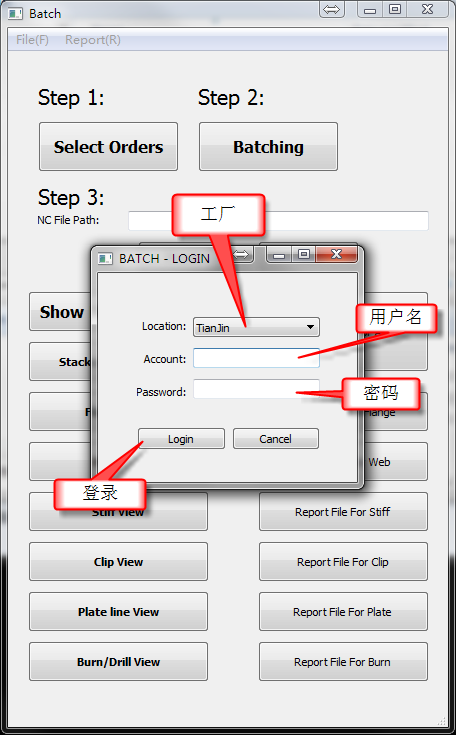 Batch
File(F) Report(R)
Step 1: Step 2:
Select Orders Batching
Step 3:
NC File Path:
工厂
BATCH - LOGIN
Show
用户名
Location: TianJin
Stack
Account:
Password:
密码
F
lange
Login Cancel
Web
登录
Stiff View Report File For Stiff
Clip View Report File For Clip
Plate line View Report File For Plate
Burn/Drill View Report File For Burn